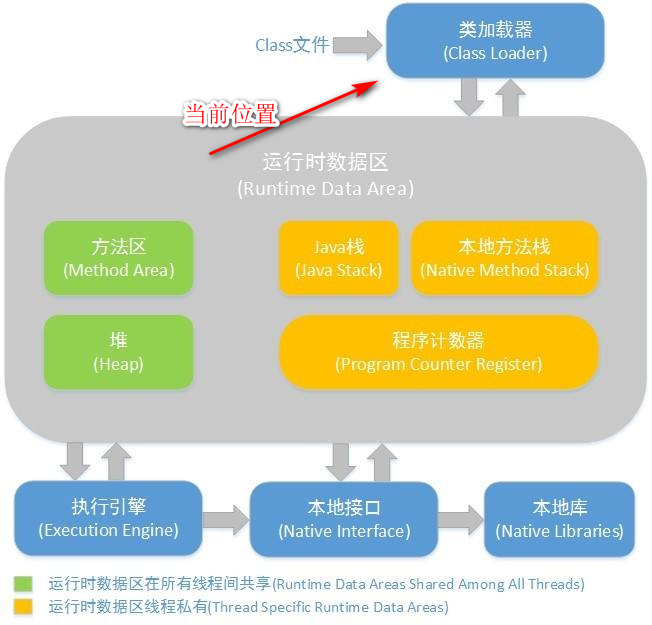 类加载器
(Class Loader)
Class文件
当前位置
运行时数据区
(Runtime Data Area)
方法区
(Method Area)
Java栈
(Java Stack)
本地方法栈
(Native Method Stack)
堆
(Heap)
程序计数器
(Program Counter Register)
执行引擎
(Execution Engine)
本地接口
(Native Interface)
本地库
(Native Libraries)
运行时数据区在所有线程间共享(Runtime Data Areas Shared Among All Threads)
运行时数据区线程私有(Thread Specific Runtime Data Areas)